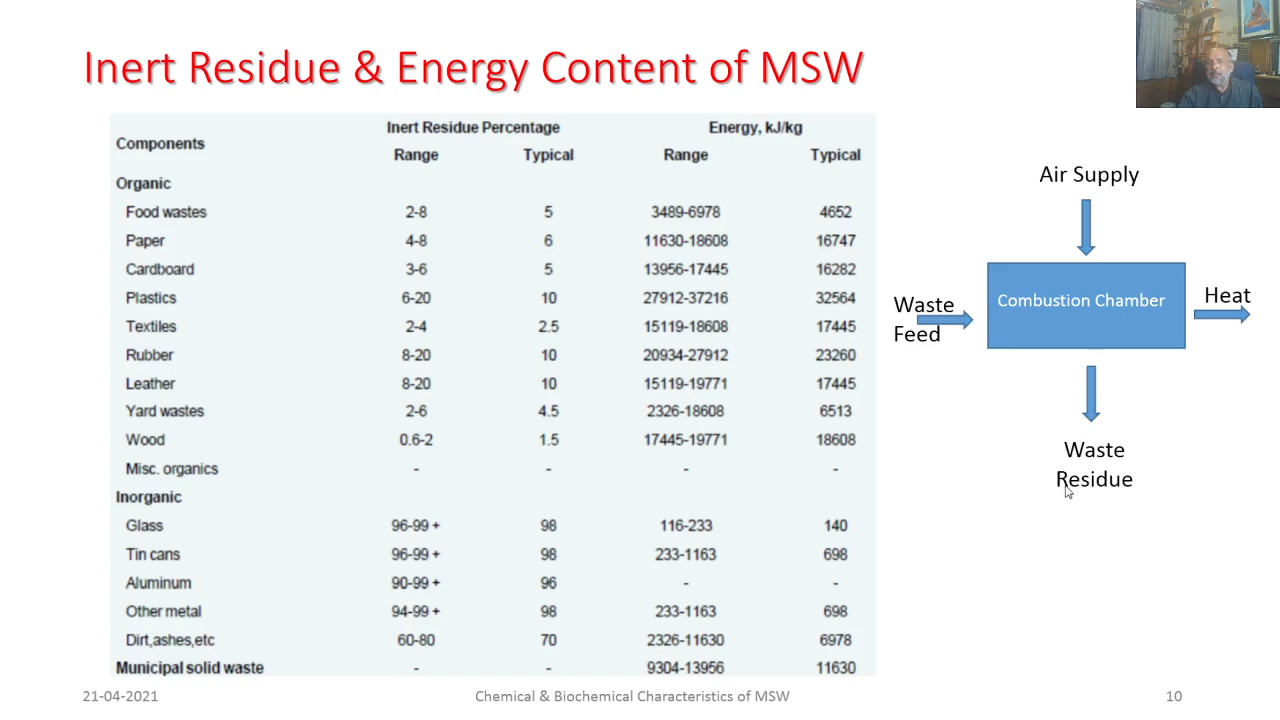 Inert Residue & Energy Content of MSW
Components Inert Residue Percentage Energy, kJ/kg
Range Typical Range Typical
Organic
Food wastes 2-8 5 3489-6978 4652
Paper 4-8 6 11630-18608 16747
Cardboard 3-6 5 13956-17445 16282
Plastics 6-20 10 27912-37216 32564
Textiles 2-4 2.5 15119-18608 17445
Rubber 8-20 10 20934-27912 23260
Leather 8-20 10 15119-19771 17445
Yard wastes 2-6 4.5 2326-18608 6513
Wood 0.6-2 1.5 17445-19771 18608
Misc. organics - - - -
Inorganic
Glass 96-99 + 98 116-233 140
Tin cans 96-99 + 98 233-1163 698
Aluminum 90-99 + 96 - -
Other metal 94-99 + 98 233-1163 698
Dirt,ashes,etc 60-80 70 2326-11630 6978
Municipal solid waste - - 9304-13956 11630
Air Supply
Waste
Feed
Combustion Chamber
Heat
Waste
Residue
21-04-2021 Chemical & Biochemical Characteristics of MSW 10